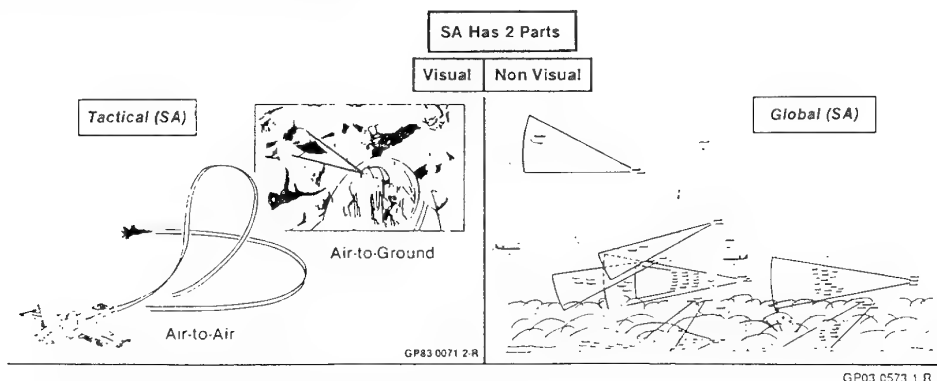 SA Has 2 Parts
Visual
Non Visual
Tactical (SA)
Global (SA)
Air-to-Ground
Air-to-Air
GP83 0071 2-R
GP03 0573 1 R